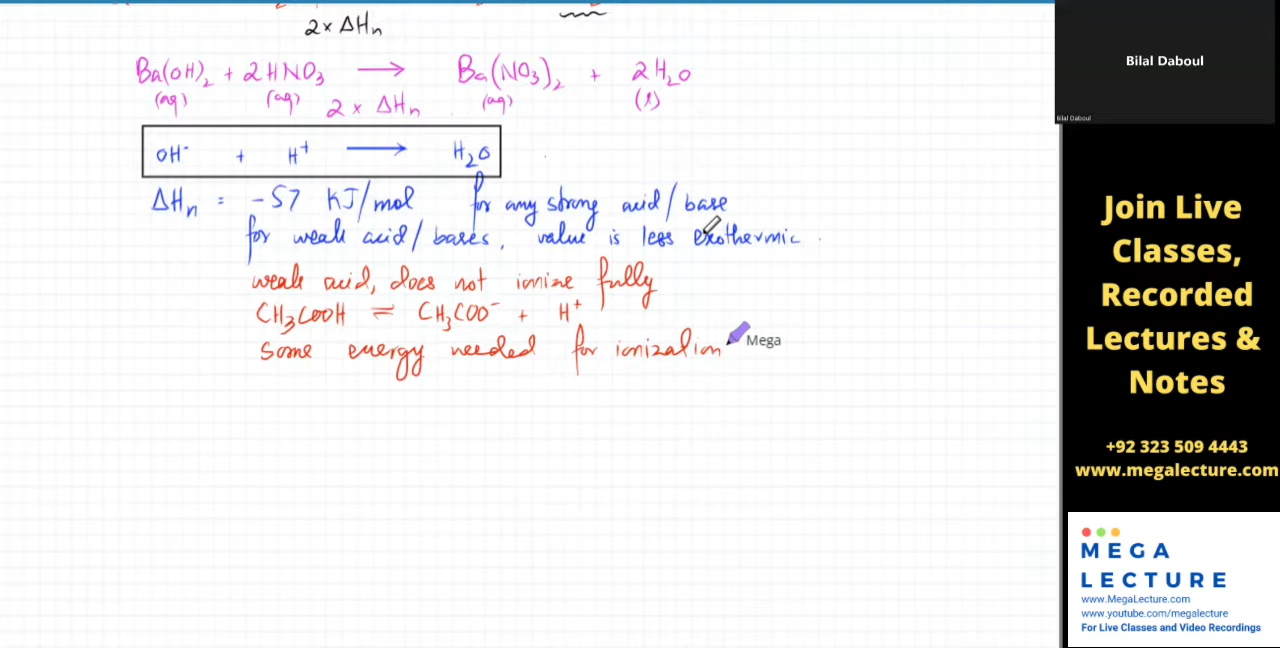 2 × ΔHn
Ba(OH)2 + 2HNO3 ⟶ Ba(NO3)2 + 2H2O
(aq) (aq) 2 × ΔHn (aq) (l)
OH- + H+ ⟶ H2O
ΔHn = -57 KJ/mol for any strong acid/base
for weak acid/bases, value is less exothermic.
weak acid, does not ionize fully
CH3COOH ⇌ CH3COO- + H+
Some energy needed for ionization
Mega
Bilal Daboul
Bilal Daboul
Join Live
Classes,
Recorded
Lectures &
Notes
+92 323 509 4443
www.megalecture.com
MEGA
LECTURE
www.MegaLecture.com
www.youtube.com/megalecture
For Live Classes and Video Recordings